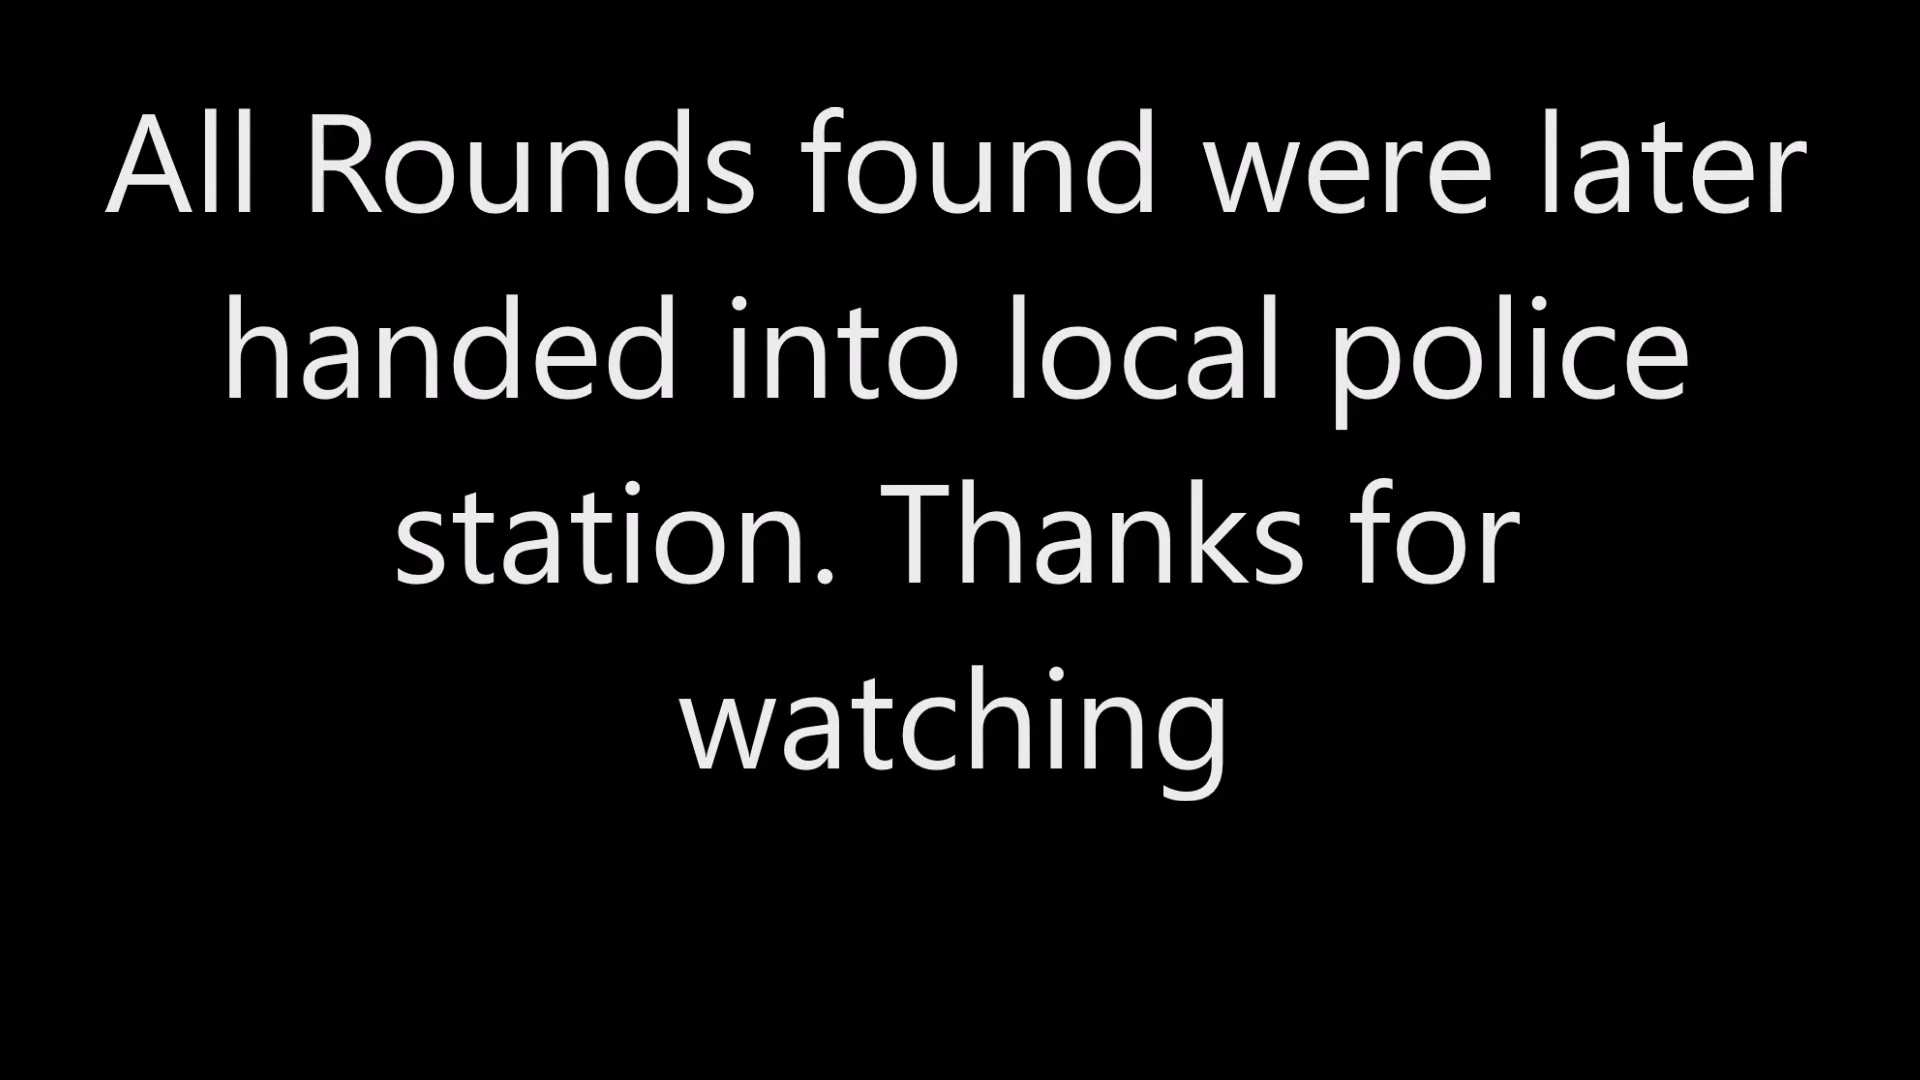 All Rounds found were later
handed into local police
station. Thanks for
watching